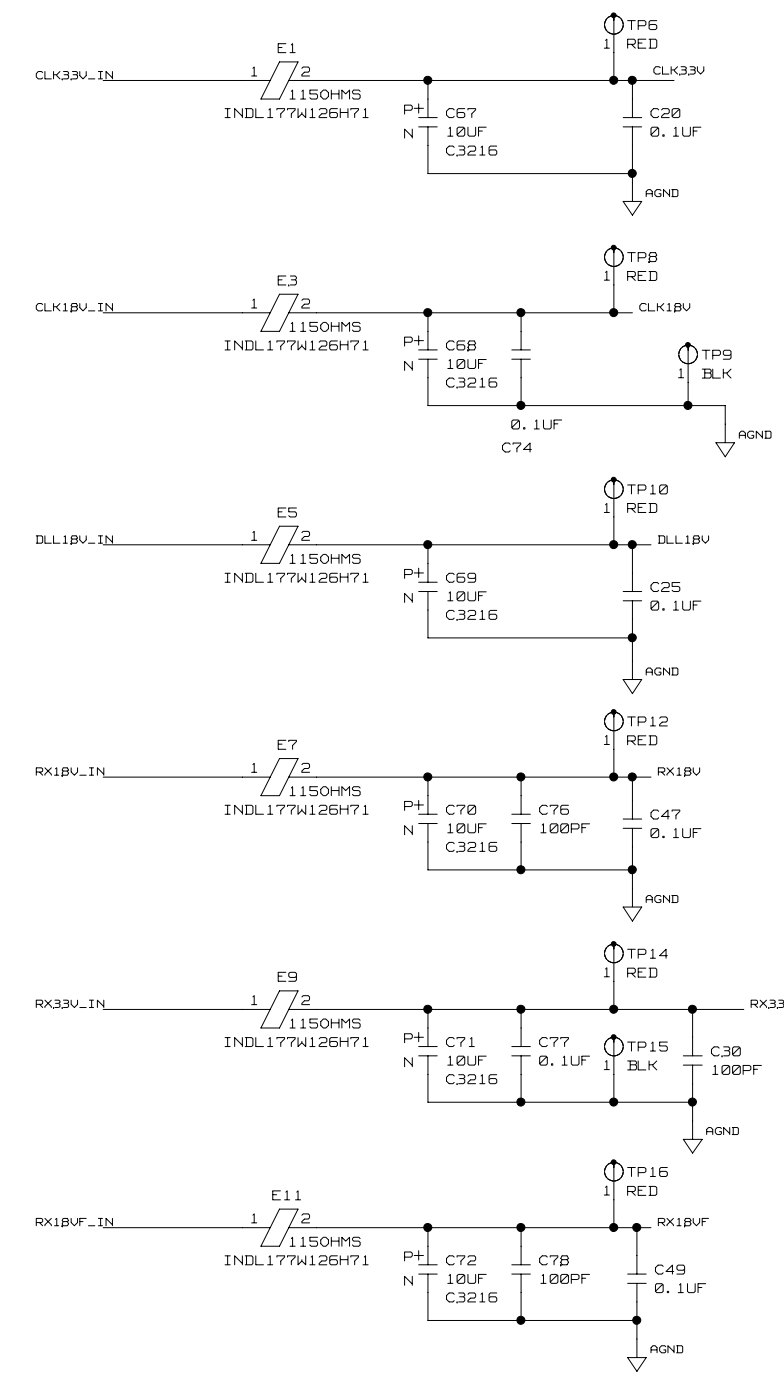 TP6
1 RED
E1
CLK33V_IN 1 2 CLK33V
115OHMS
INDL177W126H71
P+ C67 C20
N 10UF 0.1UF
C3216
AGND
TP8
1 RED
E3
CLK18V_IN 1 2 CLK18V
115OHMS
INDL177W126H71
P+ C68 TP9
N 10UF 1 BLK
C3216
0.1UF
AGND
C74
TP10
1 RED
E5
DLL18V_IN 1 2 DLL18V
115OHMS
INDL177W126H71
P+ C69 C25
N 10UF 0.1UF
C3216
AGND
TP12
1 RED
E7
RX18V_IN 1 2 RX18V
115OHMS
INDL177W126H71
P+ C70 C76 C47
N 10UF 100PF 0.1UF
C3216
AGND
TP14
1 RED
E9
RX33V_IN 1 2 RX33
115OHMS
INDL177W126H71
P+ C71 C77 TP15 C30
N 10UF 0.1UF 1 BLK 100PF
C3216
AGND
TP16
1 RED
E11
RX18VF_IN 1 2 RX18VF
115OHMS
INDL177W126H71
P+ C72 C78 C49
N 10UF 100PF 0.1UF
C3216
AGND